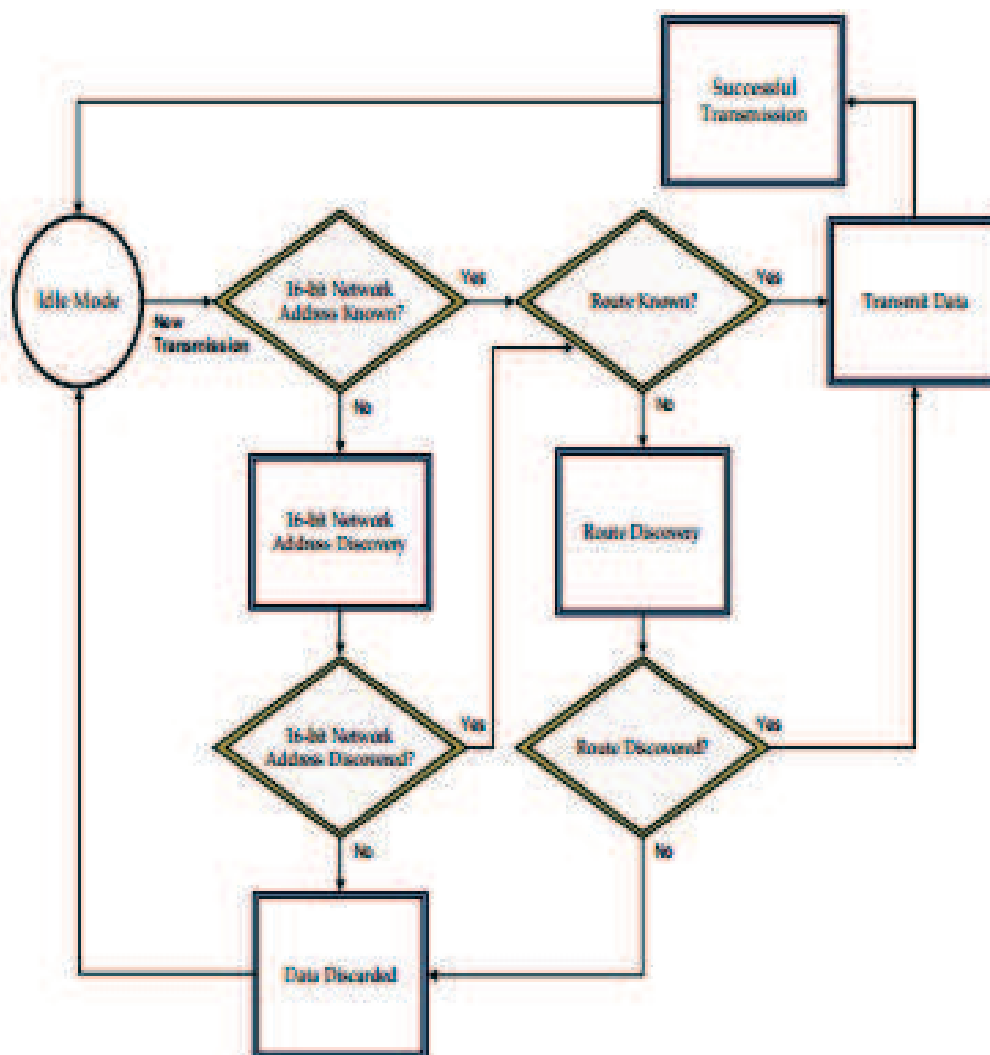 Successful
Transmission
Idle Mode
New
Transmission
16-bit Network
Address Known?
Yes
Route Known?
Yes
Transmit Data
No
No
16-bit Network
Address Discovery
Route Discovery
16-bit Network
Address Discovered?
Yes
Route Discovered?
Yes
No
No
Data Discarded